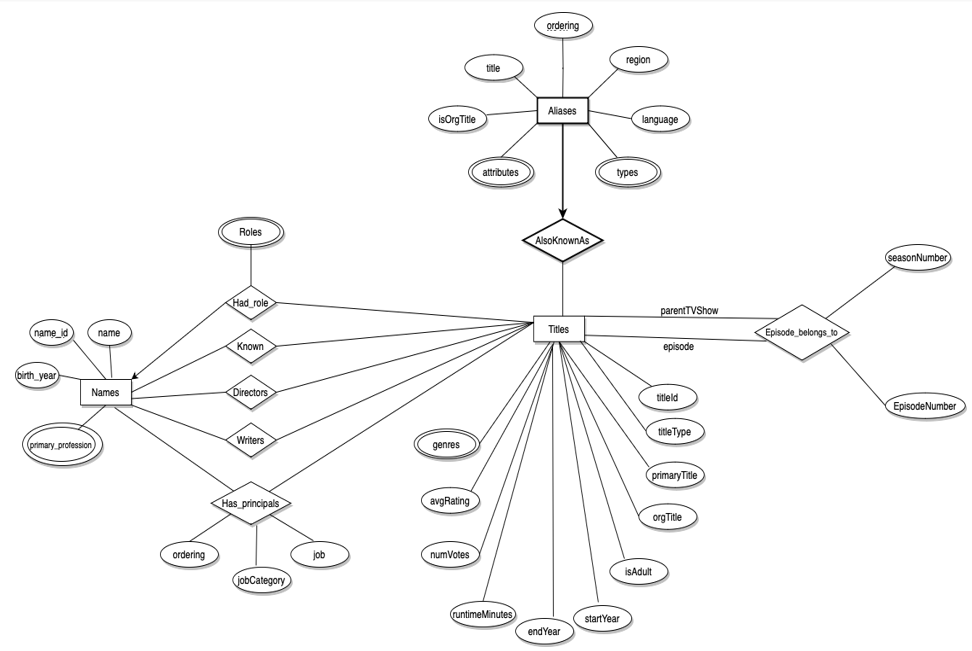 ordering
title
region
Aliases
isOrgTitle
language
attributes
types
Roles
AlsoKnownAs
seasonNumber
Had_role
parentTVShow
name_id
name
Titles
Episode_belongs_to
Known
episode
birth_year
Names
Directors
titleId
EpisodeNumber
titleType
Writers
genres
primary_profession
primaryTitle
avgRating
Has_principals
orgTitle
ordering
job
numVotes
jobCategory
isAdult
runtimeMinutes
startYear
endYear